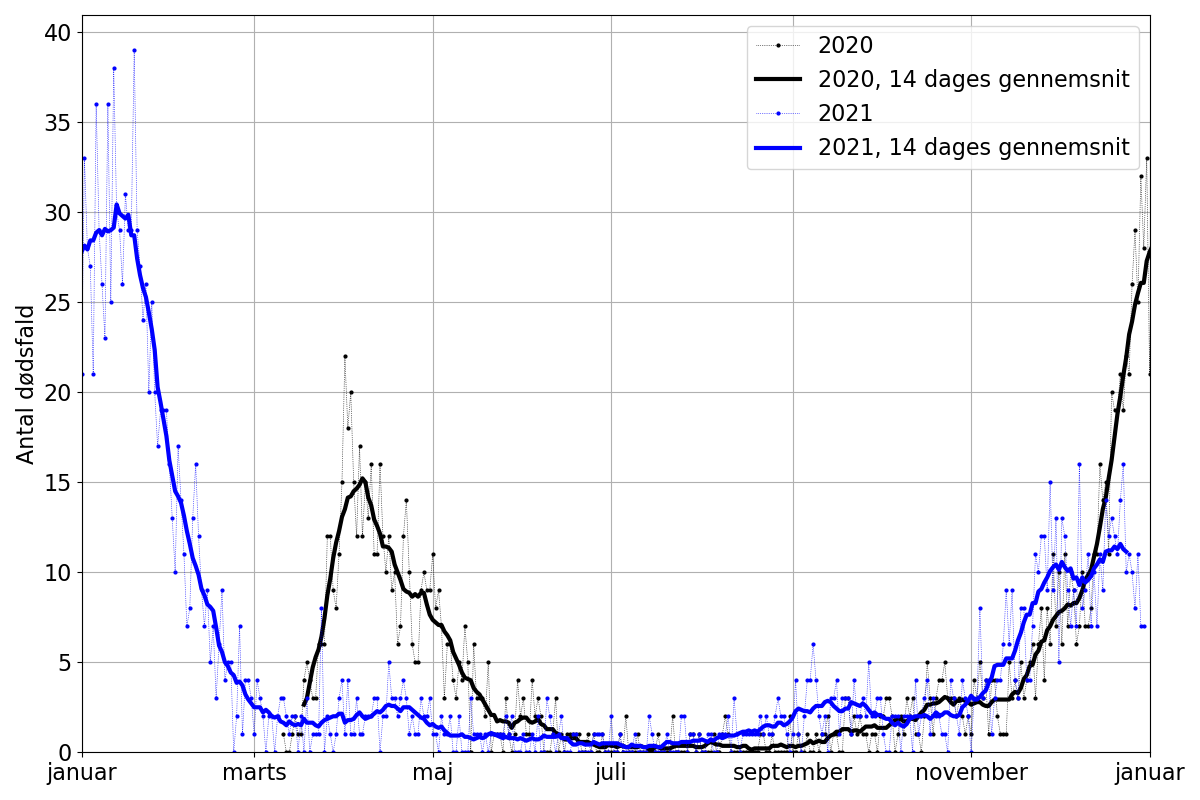 40
35
30
25
20
15
10
5
0
Antal dødsfald
januar
marts
maj
juli
september
november
januar
2020
2020, 14 dages gennemsnit
2021
2021, 14 dages gennemsnit